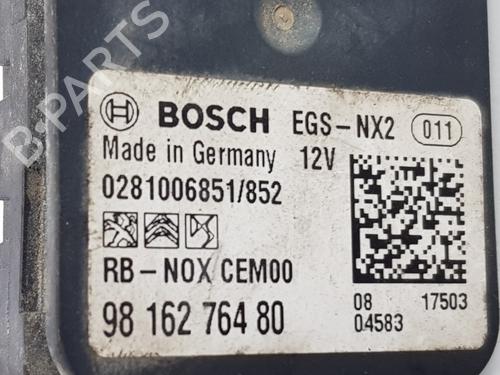 B-PARTS
BOSCH EGS-NX2 011
Made in Germany 12V
0281006851/852
RB-NOX CEM00
98 162 764 80
08 17503
04583